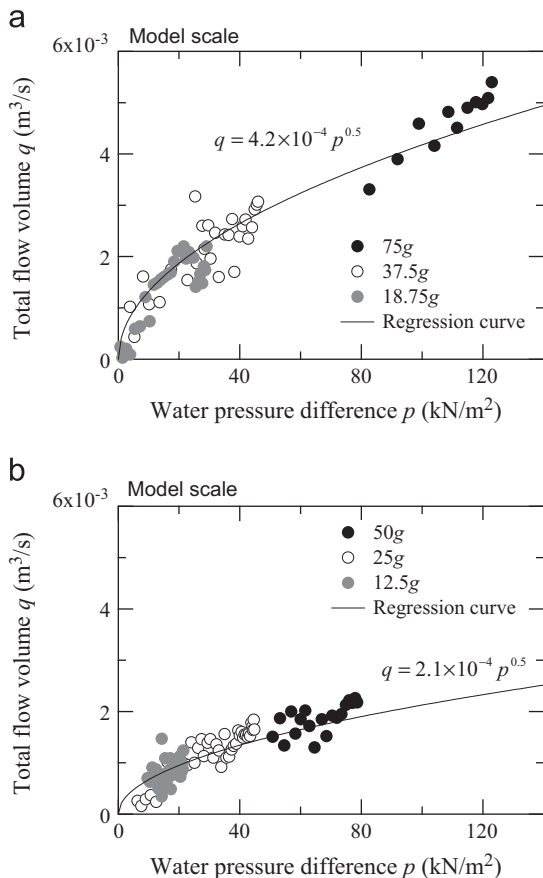 a
Model scale
6x10⁻³
4
2
0
0 40 80 120
Total flow volume q (m³/s)
q = 4.2×10⁻⁴ p⁰·⁵
75g
37.5g
18.75g
Regression curve
Water pressure difference p (kN/m²)
b
Model scale
6x10⁻³
4
2
0
0 40 80 120
Total flow volume q (m³/s)
50g
25g
12.5g
Regression curve
q = 2.1×10⁻⁴ p⁰·⁵
Water pressure difference p (kN/m²)